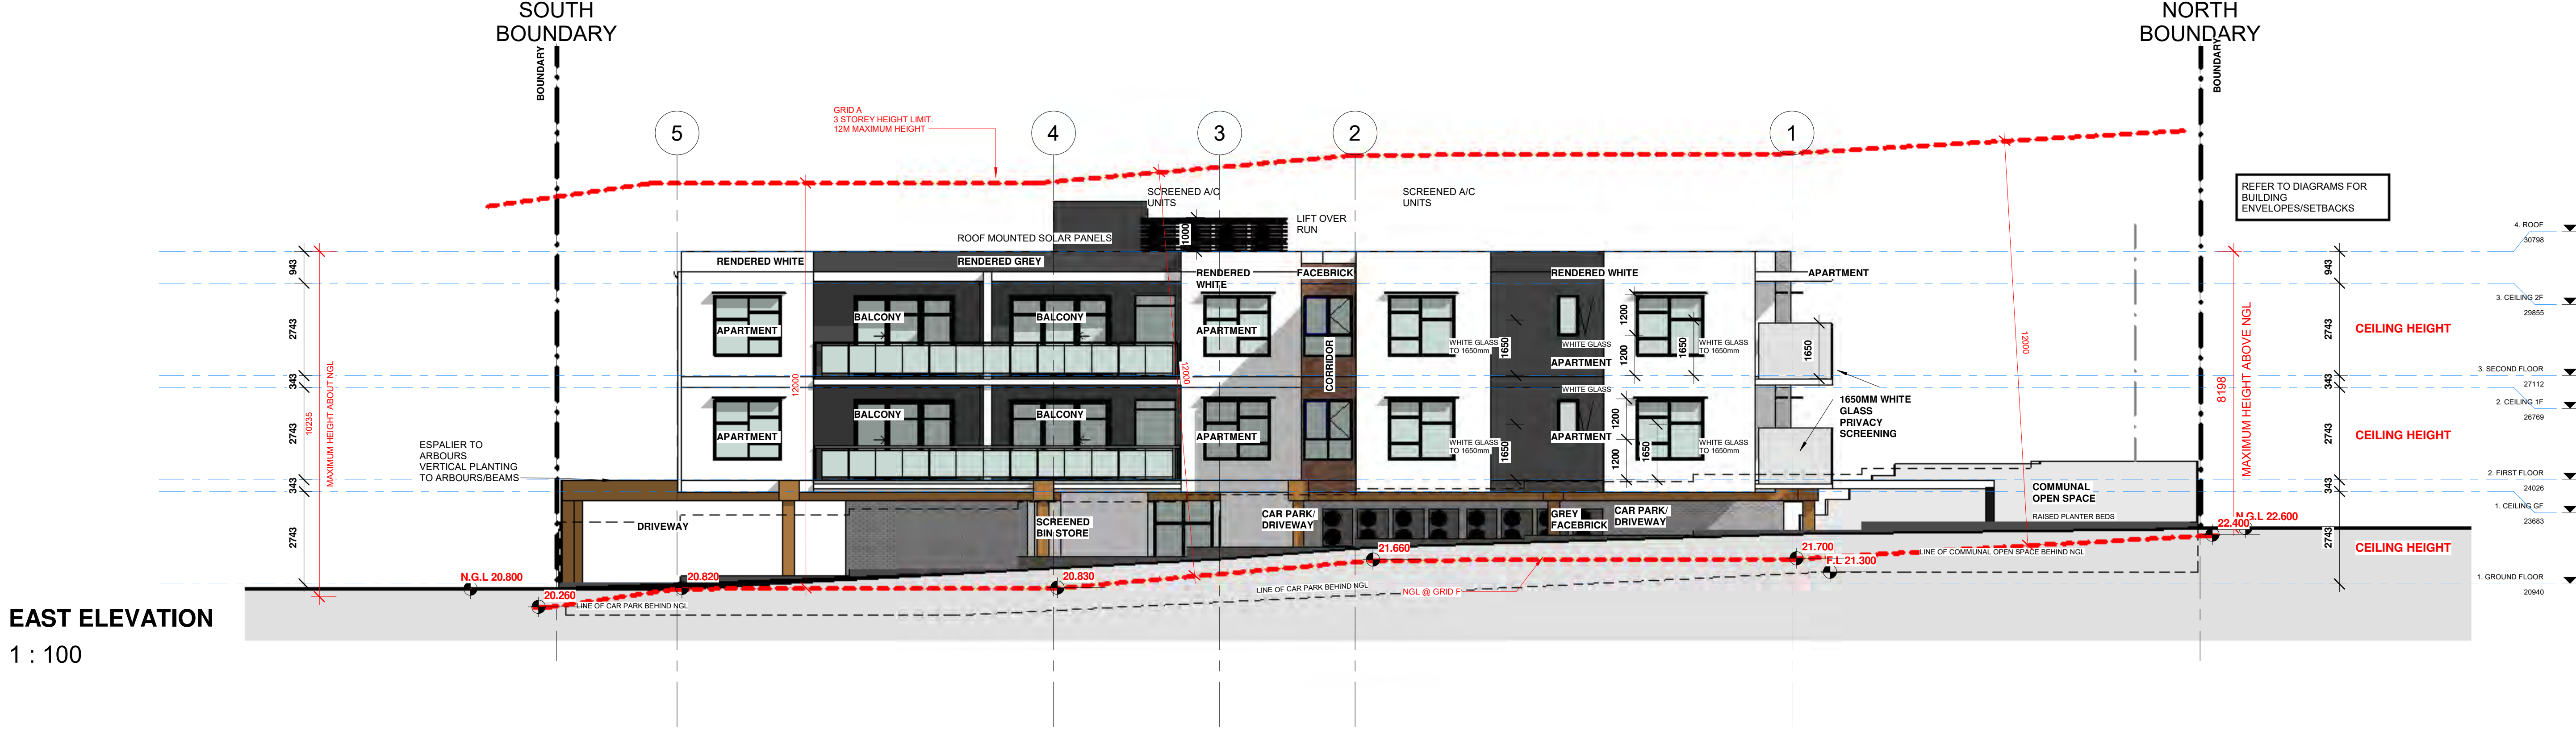 SOUTH
BOUNDARY
NORTH
BOUNDARY
BOUNDARY
BOUNDARY
GRID A
3 STOREY HEIGHT LIMIT.
12M MAXIMUM HEIGHT
5
4
3
2
1
SCREENED A/C
UNITS
SCREENED A/C
UNITS
REFER TO DIAGRAMS FOR
BUILDING
ENVELOPES/SETBACKS
LIFT OVER
RUN
1000
ROOF MOUNTED SOLAR PANELS
4. ROOF
30798
RENDERED WHITE
RENDERED GREY
RENDERED
WHITE
FACEBRICK
RENDERED WHITE
APARTMENT
943
943
3. CEILING 2F
29855
BALCONY
BALCONY
APARTMENT
APARTMENT
1200
1200
WHITE GLASS
TO 1650mm
1650
WHITE GLASS
APARTMENT
1650
WHITE GLASS
TO 1650mm
1650
12000
12000
12000
2743
2743
CEILING HEIGHT
CORRIDOR
343
343
3. SECOND FLOOR
27112
2. CEILING 1F
26769
10235
MAXIMUM HEIGHT ABOUT NGL
8198
MAXIMUM HEIGHT ABOVE NGL
WHITE GLASS
BALCONY
BALCONY
APARTMENT
APARTMENT
1200
1200
WHITE GLASS
TO 1650mm
1650
APARTMENT
1650
WHITE GLASS
TO 1650mm
1650MM WHITE
GLASS
PRIVACY
SCREENING
2743
2743
CEILING HEIGHT
ESPALIER TO
ARBOURS
VERTICAL PLANTING
TO ARBOURS/BEAMS
343
343
2. FIRST FLOOR
24026
1. CEILING GF
23683
COMMUNAL
OPEN SPACE
RAISED PLANTER BEDS
N.G.L 22.600
22.400
DRIVEWAY
SCREENED
BIN STORE
CAR PARK/
DRIVEWAY
GREY
FACEBRICK
CAR PARK/
DRIVEWAY
2743
2743
CEILING HEIGHT
21.660
21.700
F.L 21.300
LINE OF COMMUNAL OPEN SPACE BEHIND NGL
N.G.L 20.800
20.820
20.830
20.260
LINE OF CAR PARK BEHIND NGL
LINE OF CAR PARK BEHIND NGL
NGL @ GRID F
1. GROUND FLOOR
20940
EAST ELEVATION
1 : 100